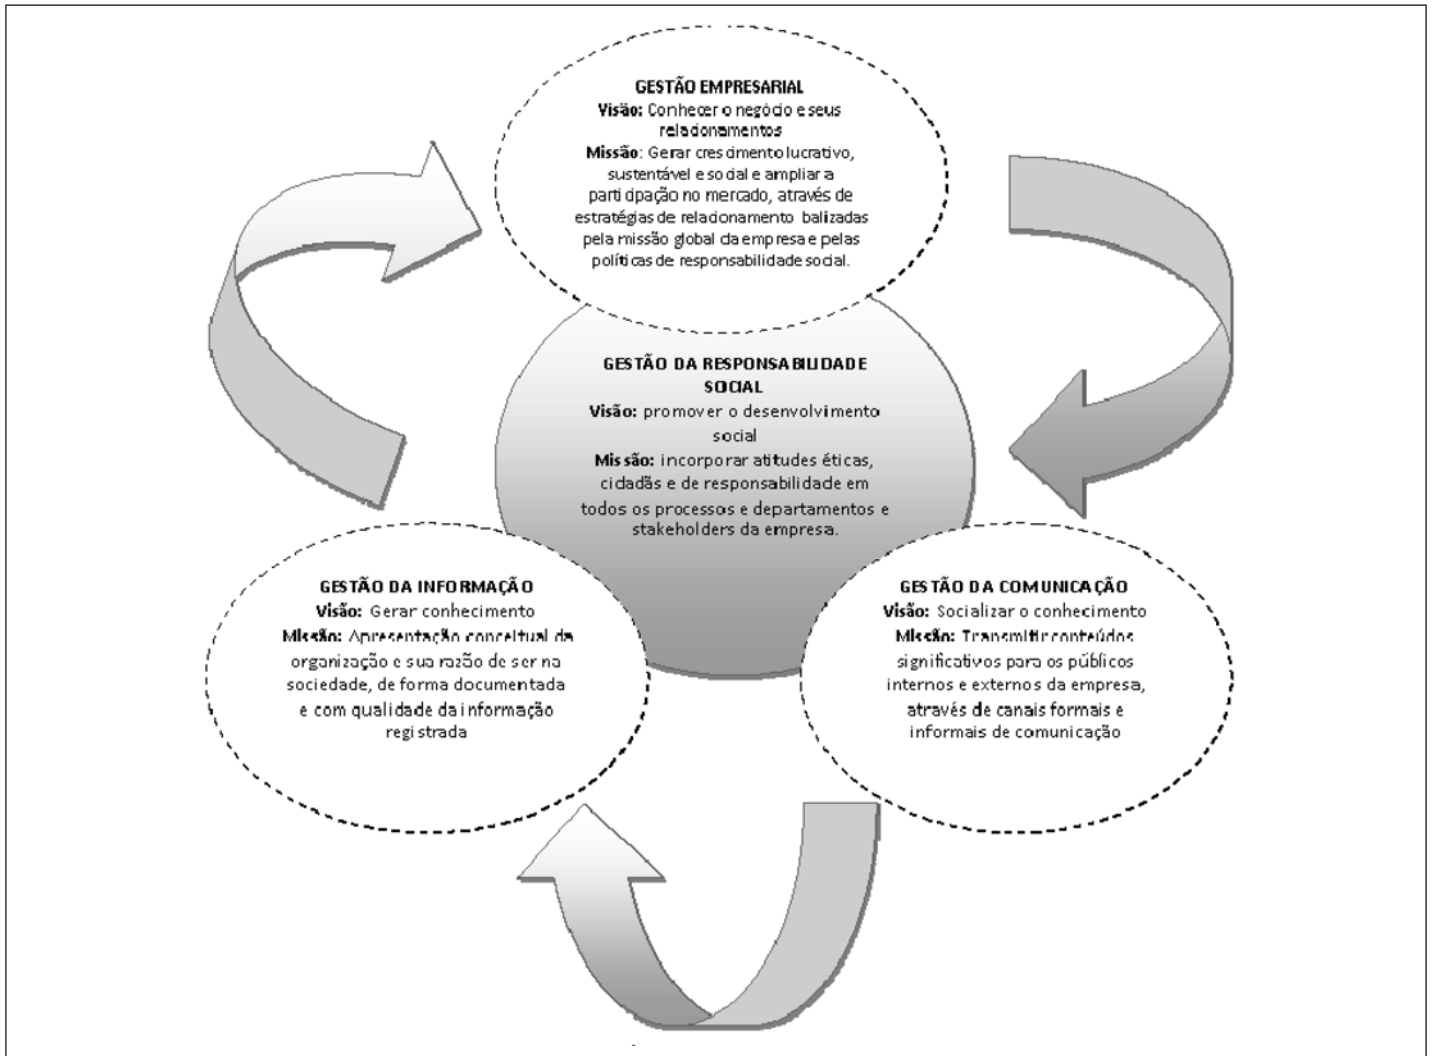 GESTÃO EMPRESARIAL
Visão: Conhecer o negócio e seus
relacionamentos
Missão: Gerar crescimento lucrativo,
sustentável e social e ampliar a
participação no mercado, através de
estratégias de relacionamento balizadas
pela missão global da empresa e pelas
políticas de responsabilidade social.
GESTÃO DA RESPONSABILIDADE
SOCIAL
Visão: promover o desenvolvimento
social
Missão: incorporar atitudes éticas,
cidadãs e de responsabilidade em
todos os processos e departamentos e
stakeholders da empresa.
GESTÃO DA INFORMAÇÃO
Visão: Gerar conhecimento
Missão: Apresentação conceitual da
organização e sua razão de ser na
sociedade, de forma documentada
e com qualidade da informação
registrada
GESTÃO DA COMUNICAÇÃO
Visão: Socializar o conhecimento
Missão: Transmitir conteúdos
significativos para os públicos
internos e externos da empresa,
através de canais formais e
informais de comunicação